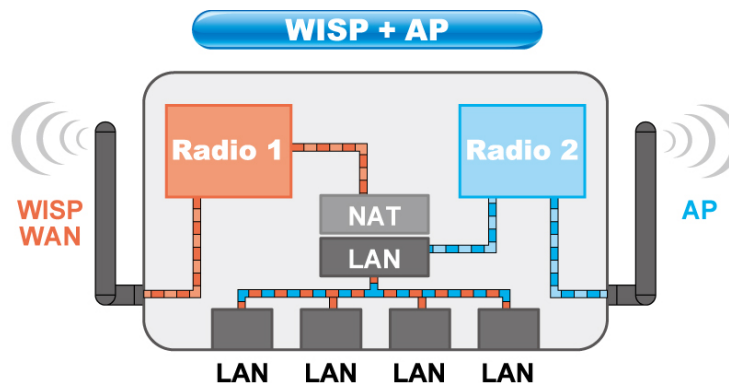 WISP + AP
Radio 1
Radio 2
WISP
WAN
NAT
AP
LAN
LAN
LAN
LAN
LAN